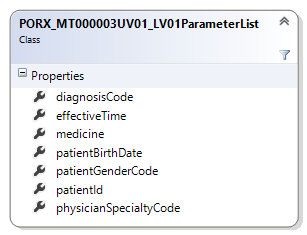 PORX_MT000003UV01_LV01ParameterList
Class
Properties
diagnosisCode
effectiveTime
medicine
patientBirthDate
patientGenderCode
patientId
physicianSpecialtyCode